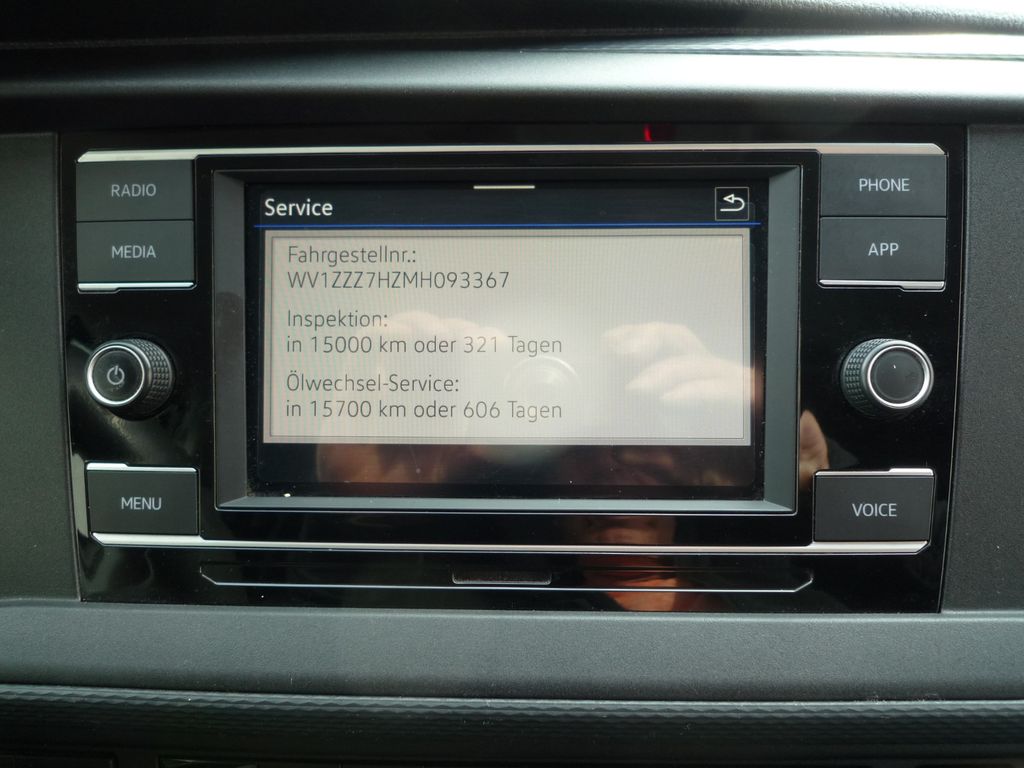 RADIO
MEDIA
Service
Fahrgestellnr.:
WV1ZZZ7HZMH093367
Inspektion:
in 15000 km oder 321 Tagen
Ölwechsel-Service:
in 15700 km oder 606 Tagen
PHONE
APP
MENU
VOICE